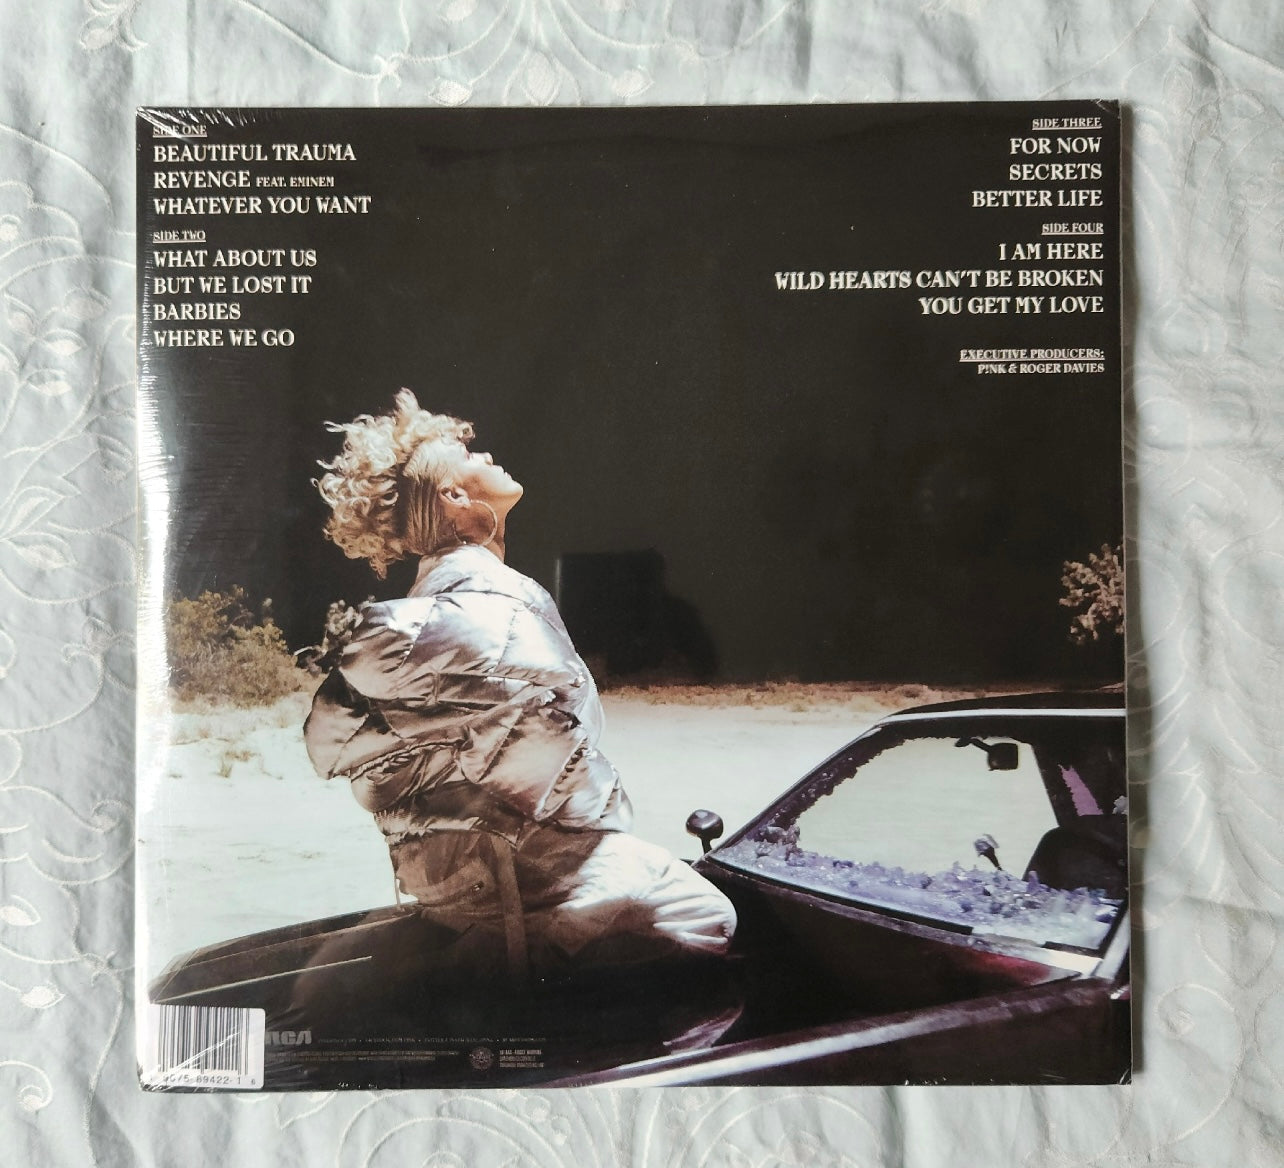 SIDE ONE
BEAUTIFUL TRAUMA
REVENGE FEAT. EMINEM
WHATEVER YOU WANT
SIDE TWO
WHAT ABOUT US
BUT WE LOST IT
BARBIES
WHERE WE GO
SIDE THREE
FOR NOW
SECRETS
BETTER LIFE
SIDE FOUR
I AM HERE
WILD HEARTS CAN'T BE BROKEN
YOU GET MY LOVE
EXECUTIVE PRODUCERS:
P!NK & ROGER DAVIES
RCA
89422 1